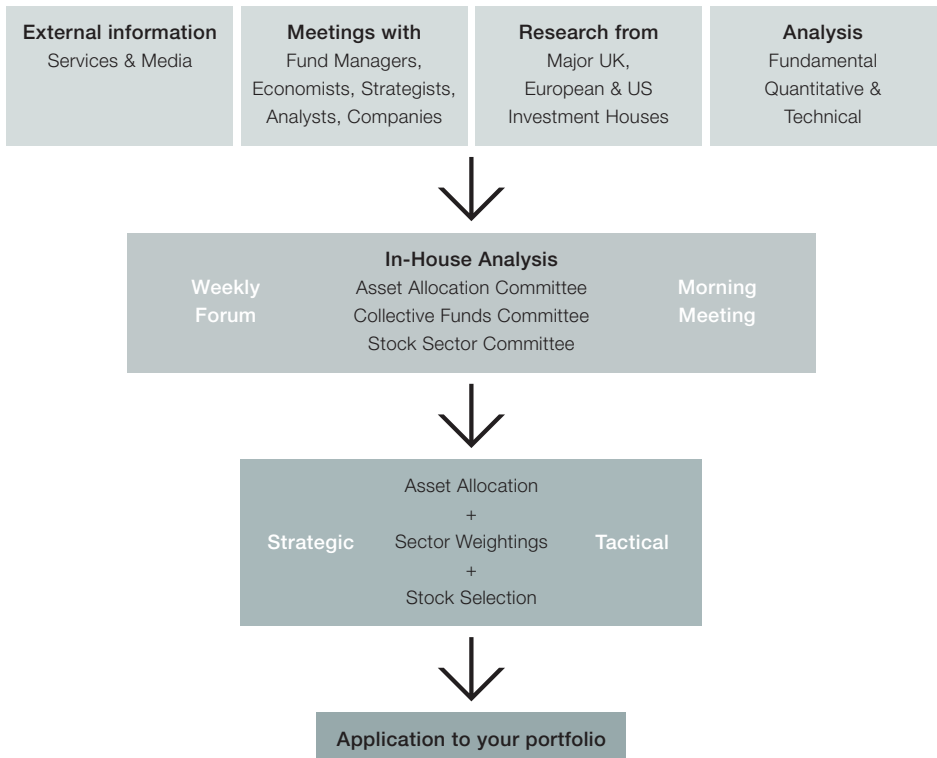 External information
Services & Media
Meetings with
Fund Managers,
Economists, Strategists,
Analysts, Companies
Research from
Major UK,
European & US
Investment Houses
Analysis
Fundamental
Quantitative &
Technical
Weekly
Forum
In-House Analysis
Asset Allocation Committee
Collective Funds Committee
Stock Sector Committee
Morning
Meeting
Strategic
Asset Allocation
+
Sector Weightings
+
Stock Selection
Tactical
Application to your portfolio